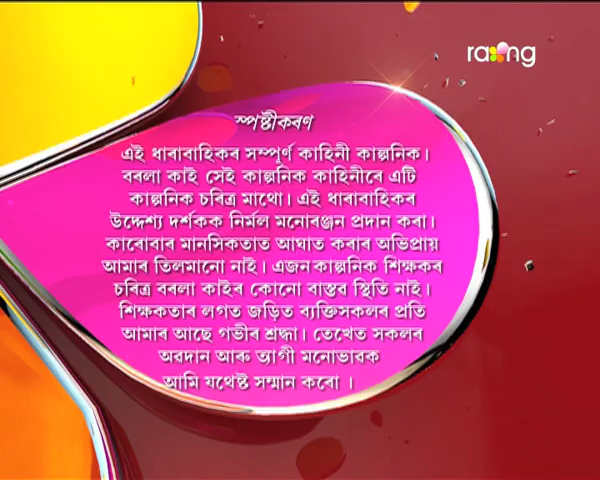 raang
স্পষ্টীকৰণ
এই ধাৰাবাহিকৰ সম্পূৰ্ণ কাহিনী কাল্পনিক।
বৰলা কাই সেই কাল্পনিক কাহিনীৰে এটি
কাল্পনিক চৰিত্ৰ মাথো। এই ধাৰাবাহিকৰ
উদ্দেশ্য দৰ্শকক নিৰ্মল মনোৰঞ্জন প্ৰদান কৰা।
কাৰোবাৰ মানসিকতাত আঘাত কৰাৰ অভিপ্ৰায়
আমাৰ তিলমানো নাই। এজন কাল্পনিক শিক্ষকৰ
চৰিত্ৰ বৰলা কাইৰ কোনো বাস্তৱ স্থিতি নাই।
শিক্ষকতাৰ লগত জড়িত ব্যক্তিসকলৰ প্ৰতি
আমাৰ আছে গভীৰ শ্ৰদ্ধা। তেখেত সকলৰ
অৱদান আৰু ত্যাগী মনোভাৱক
আমি যথেষ্ট সন্মান কৰো ।